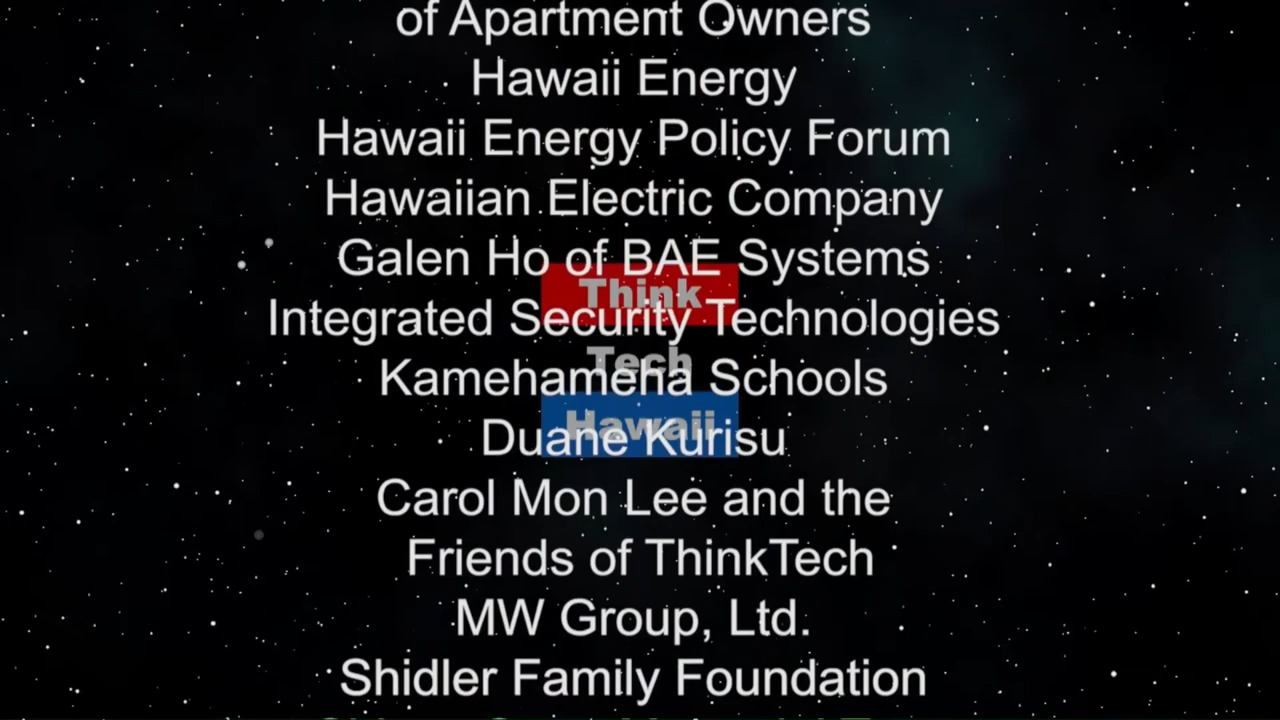 of Apartment Owners
Hawaii Energy
Hawaii Energy Policy Forum
Hawaiian Electric Company
Galen Ho of BAE Systems
Think
Integrated Security Technologies
Tech
Kamehameha Schools
Hawaii
Duane Kurisu
Carol Mon Lee and the
Friends of ThinkTech
MW Group, Ltd.
Shidler Family Foundation